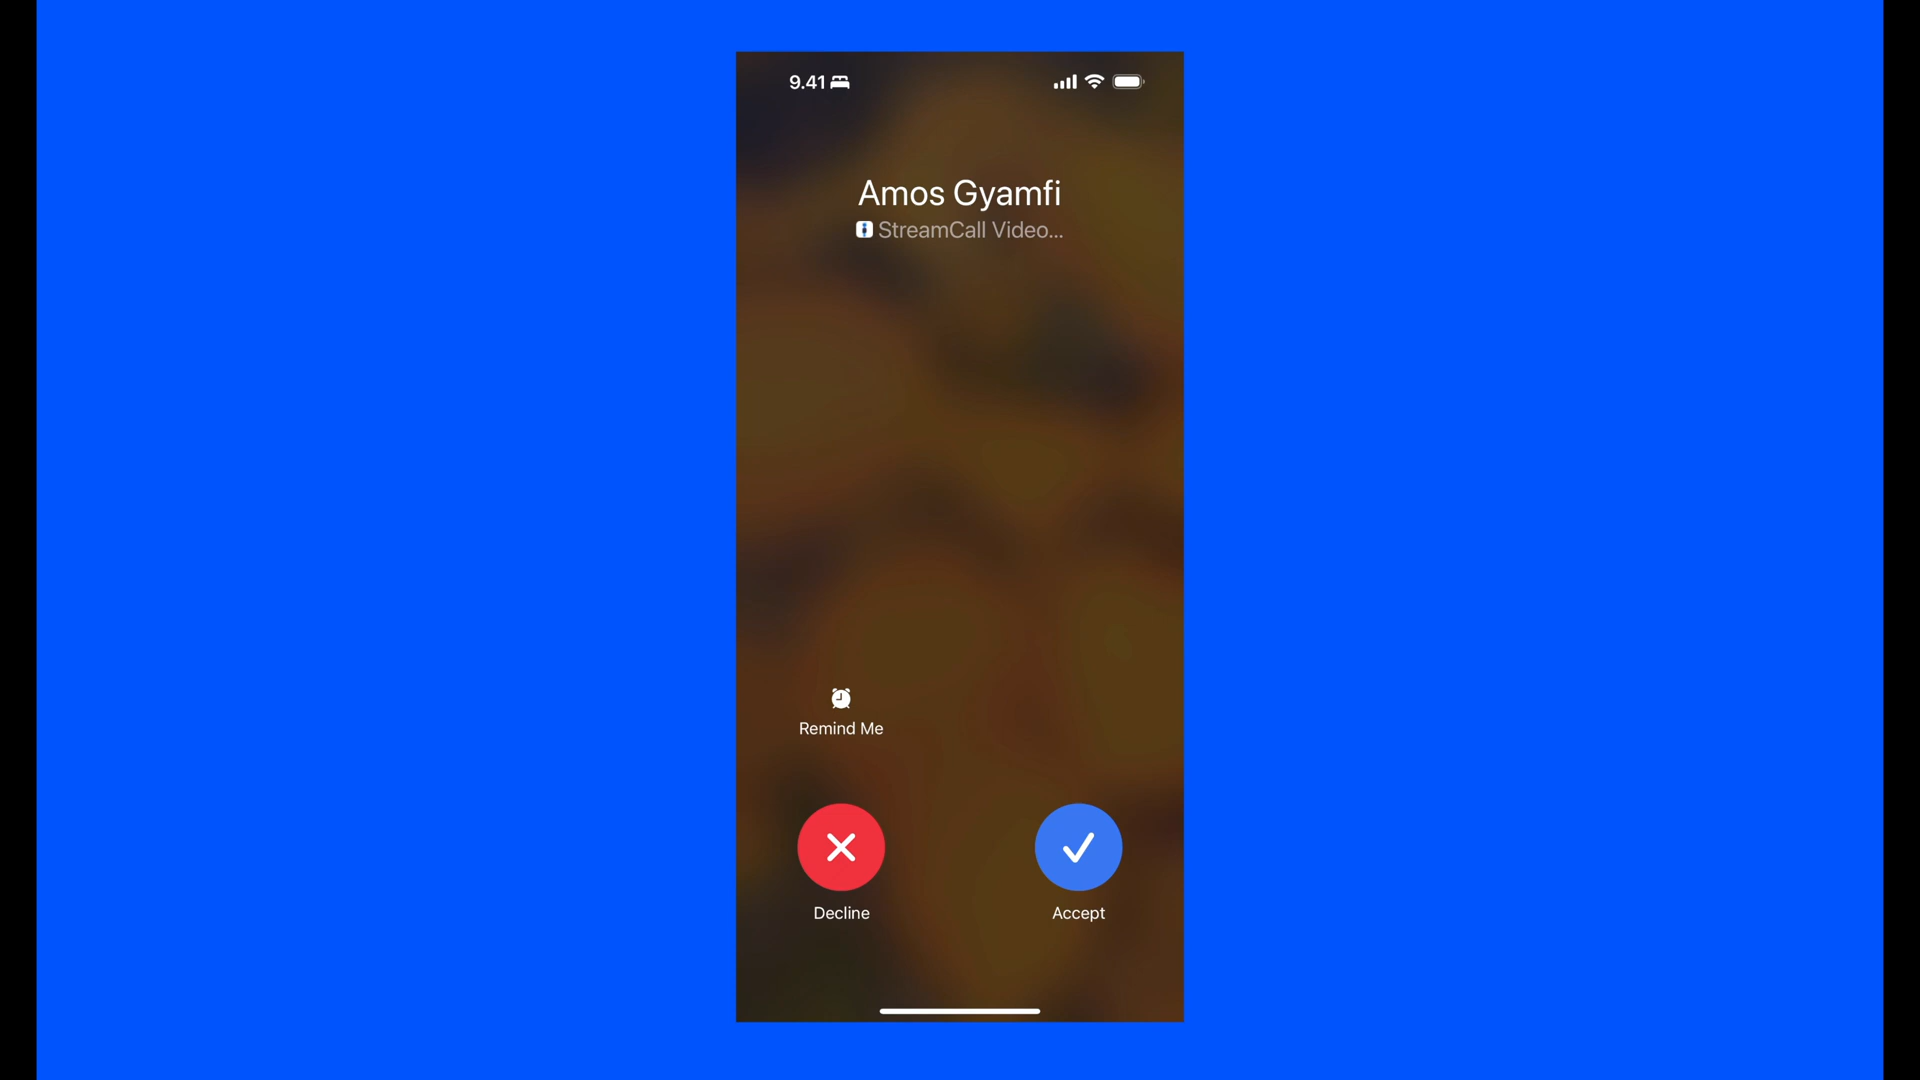 9.41
Amos Gyamfi
StreamCall Video...
Remind Me
Decline
Accept